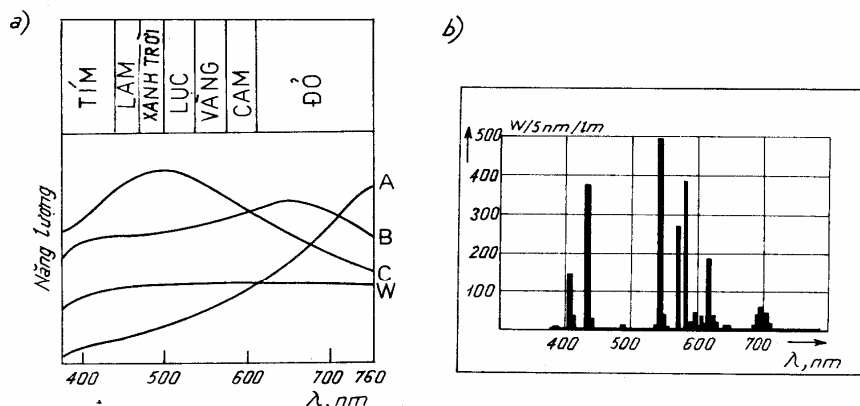 a)
TÍM
LAM
XANH TRỜI
LỤC
VÀNG
CAM
ĐỎ
Năng lượng
A
B
C
W
400 500 600 700 760
λ, nm
b)
W/5nm/lm
500
400
300
200
100
400 500 600 700
λ, nm